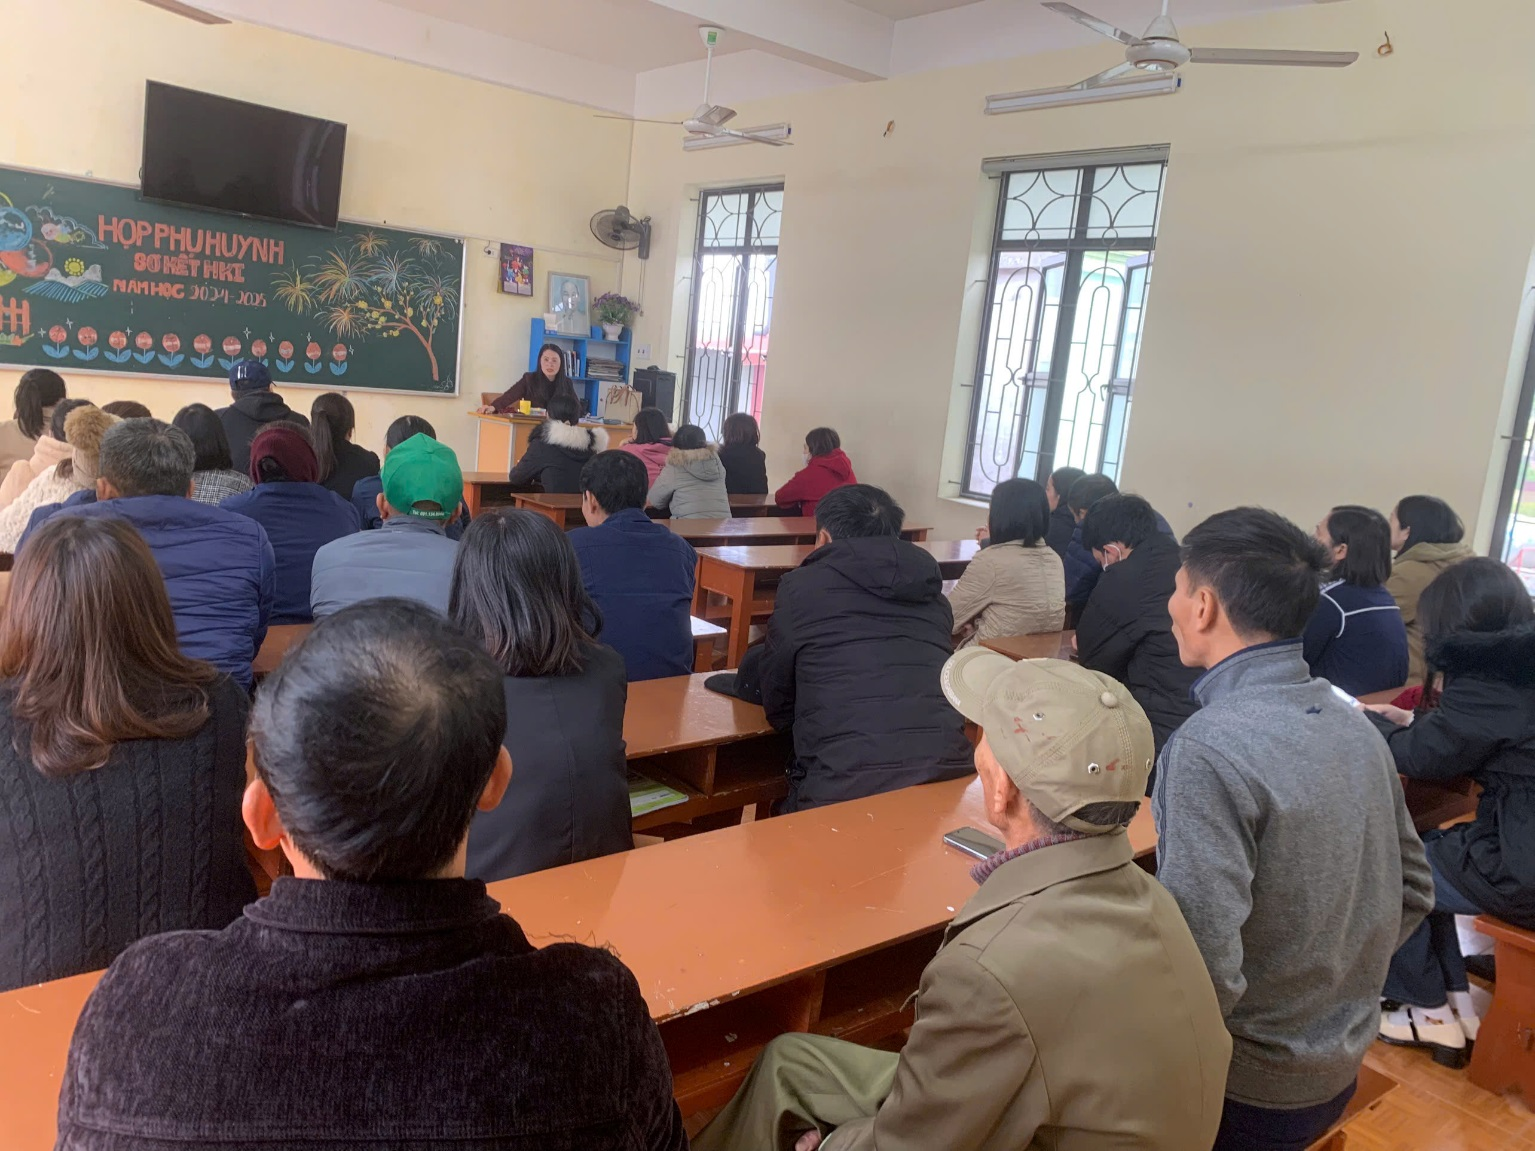 HỌP PHỤ HUYNH
SƠ KẾT HKI
NĂM HỌC 2024-2025